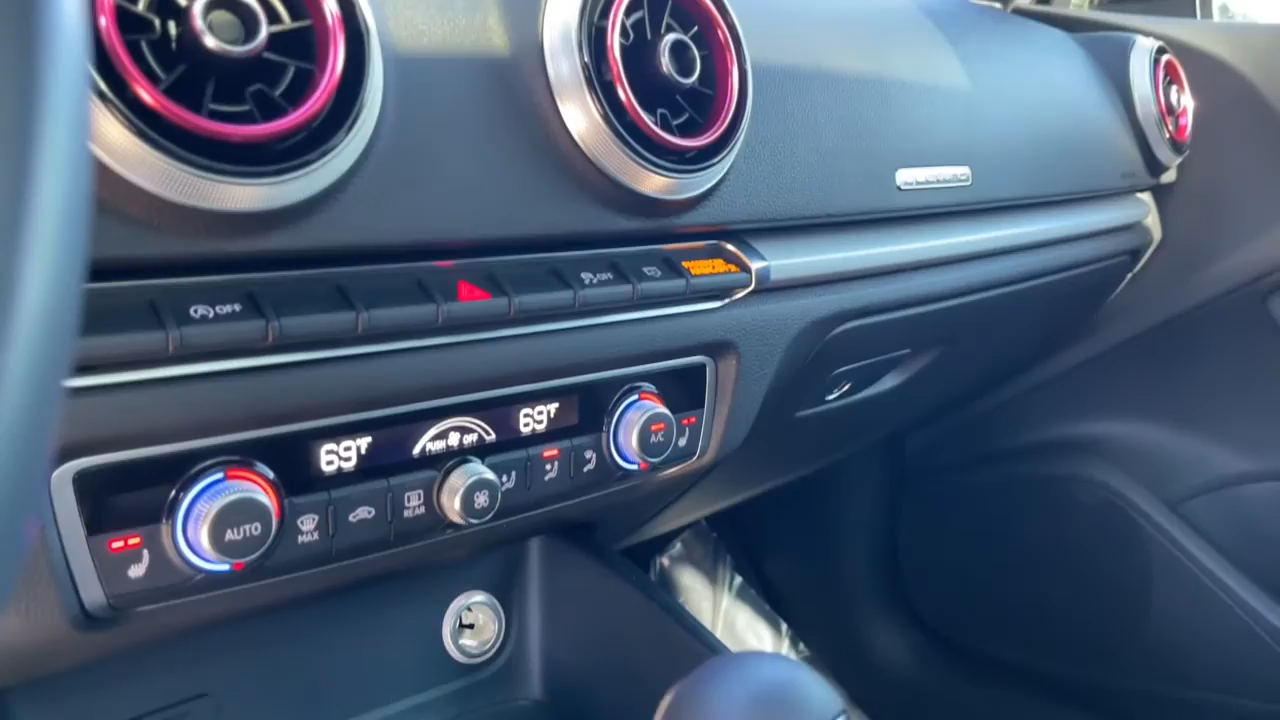 OFF
OFF
69°F
PUSH OFF
69°F
AUTO
MAX
REAR
A/C